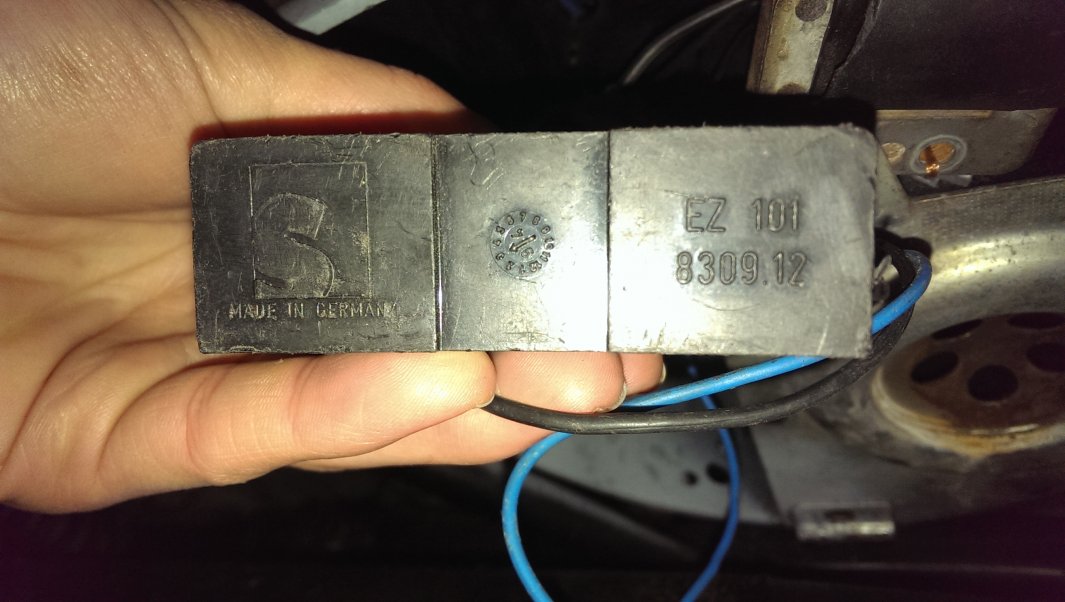 S
MADE IN GERMANY
EZ 101
8309.12